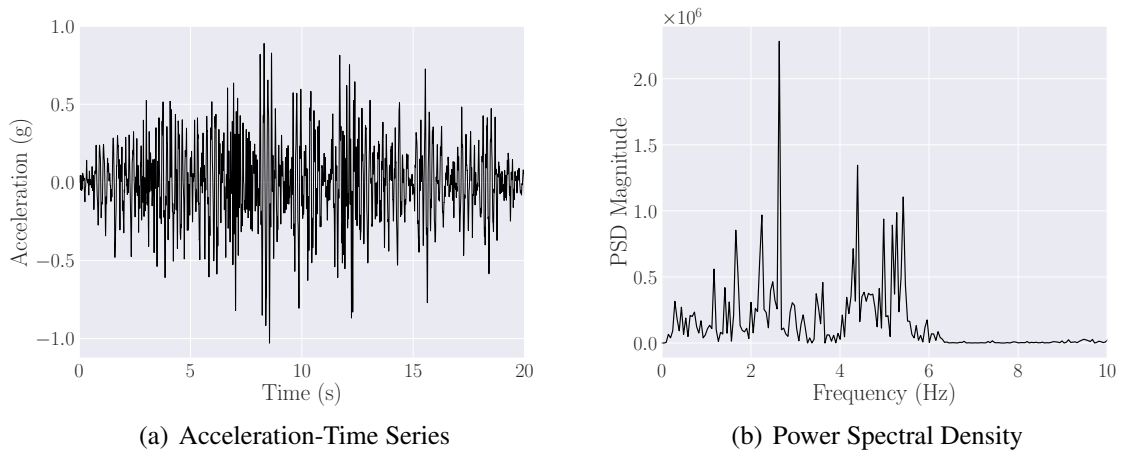 1.0
0.5
0.0
−0.5
−1.0
Acceleration (g)
0 5 10 15 20
Time (s)
(a) Acceleration-Time Series
×10⁶
2.0
1.5
1.0
0.5
0.0
PSD Magnitude
0 2 4 6 8 10
Frequency (Hz)
(b) Power Spectral Density